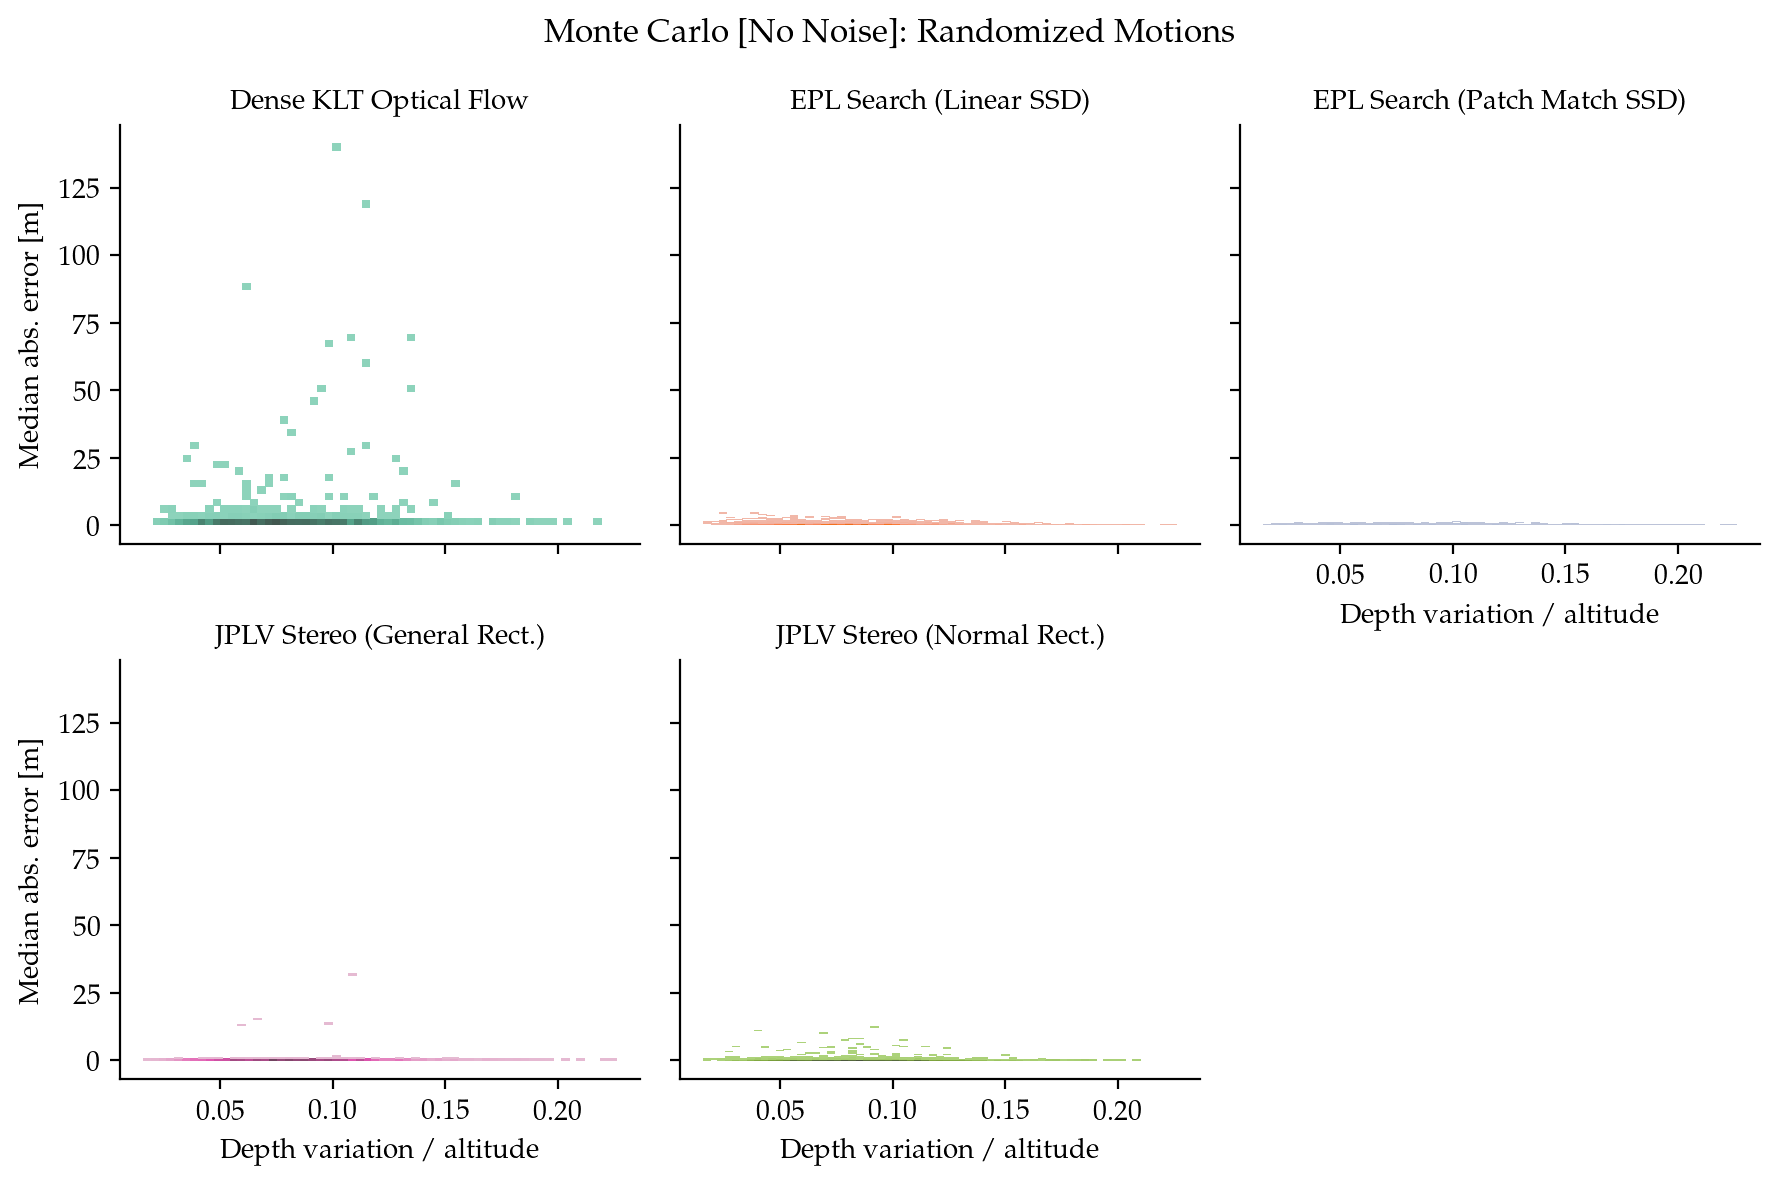 Monte Carlo [No Noise]: Randomized Motions
Dense KLT Optical Flow
EPL Search (Linear SSD)
EPL Search (Patch Match SSD)
Median abs. error [m]
125
100
75
50
25
0
0.05 0.10 0.15 0.20
Depth variation / altitude
JPLV Stereo (General Rect.)
JPLV Stereo (Normal Rect.)
Median abs. error [m]
125
100
75
50
25
0
0.05 0.10 0.15 0.20
Depth variation / altitude
0.05 0.10 0.15 0.20
Depth variation / altitude